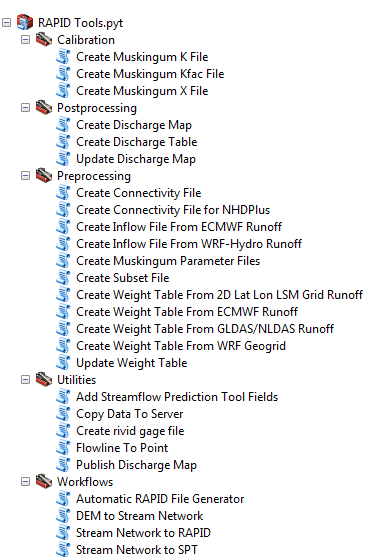 RAPID Tools.pyt
Calibration
Create Muskingum K File
Create Muskingum Kfac File
Create Muskingum X File
Postprocessing
Create Discharge Map
Create Discharge Table
Update Discharge Map
Preprocessing
Create Connectivity File
Create Connectivity File for NHDPlus
Create Inflow File From ECMWF Runoff
Create Inflow File From WRF-Hydro Runoff
Create Muskingum Parameter Files
Create Subset File
Create Weight Table From 2D Lat Lon LSM Grid Runoff
Create Weight Table From ECMWF Runoff
Create Weight Table From GLDAS/NLDAS Runoff
Create Weight Table From WRF Geogrid
Update Weight Table
Utilities
Add Streamflow Prediction Tool Fields
Copy Data To Server
Create rivid gage file
Flowline To Point
Publish Discharge Map
Workflows
Automatic RAPID File Generator
DEM to Stream Network
Stream Network to RAPID
Stream Network to SPT